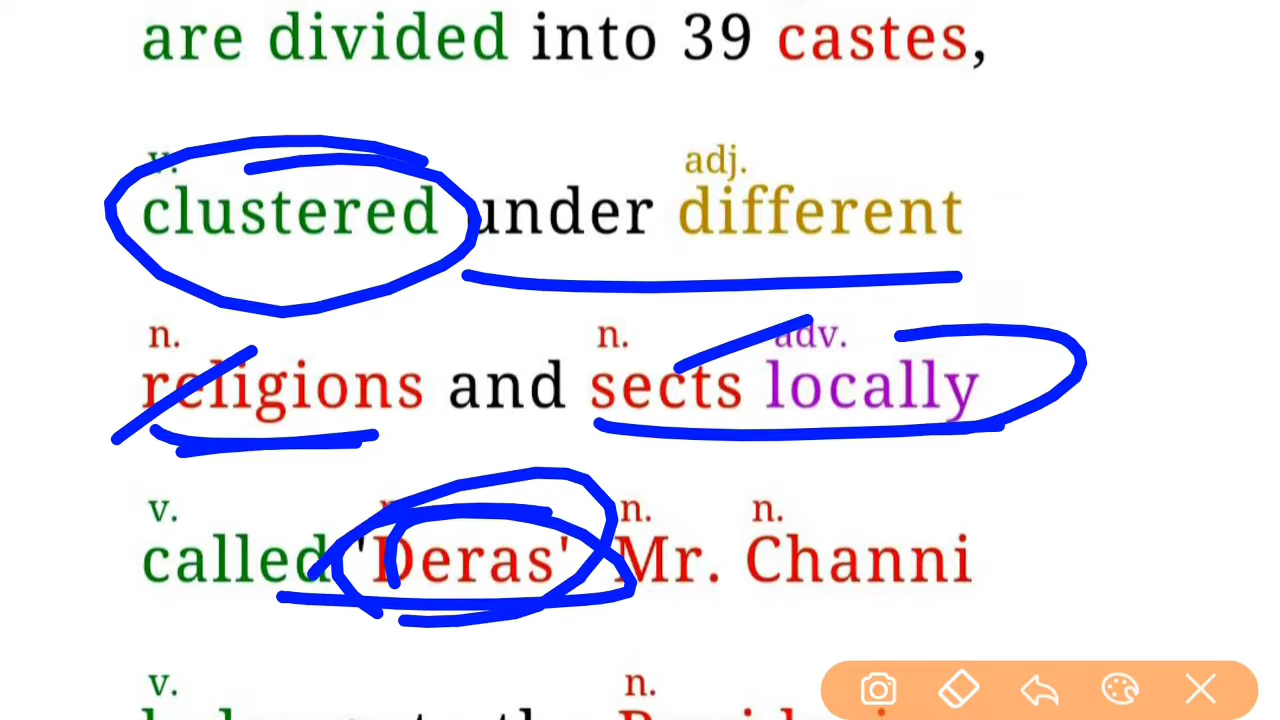 are divided into 39 castes,
v. adj.
clustered under different
n. n. adv.
religions and sects locally
v. n. n.
called 'Deras' Mr. Channi
v. n.